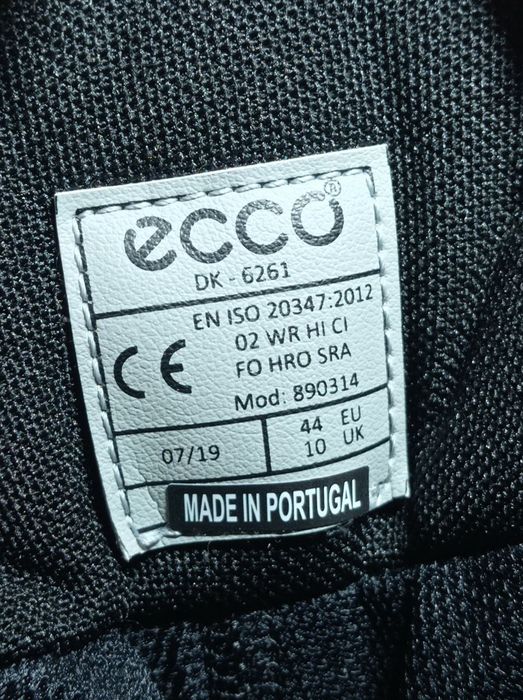 ecco®
DK - 6261
EN ISO 20347:2012
02 WR HI CI
FO HRO SRA
CE
Mod: 890314
07/19
44 EU
10 UK
MADE IN PORTUGAL